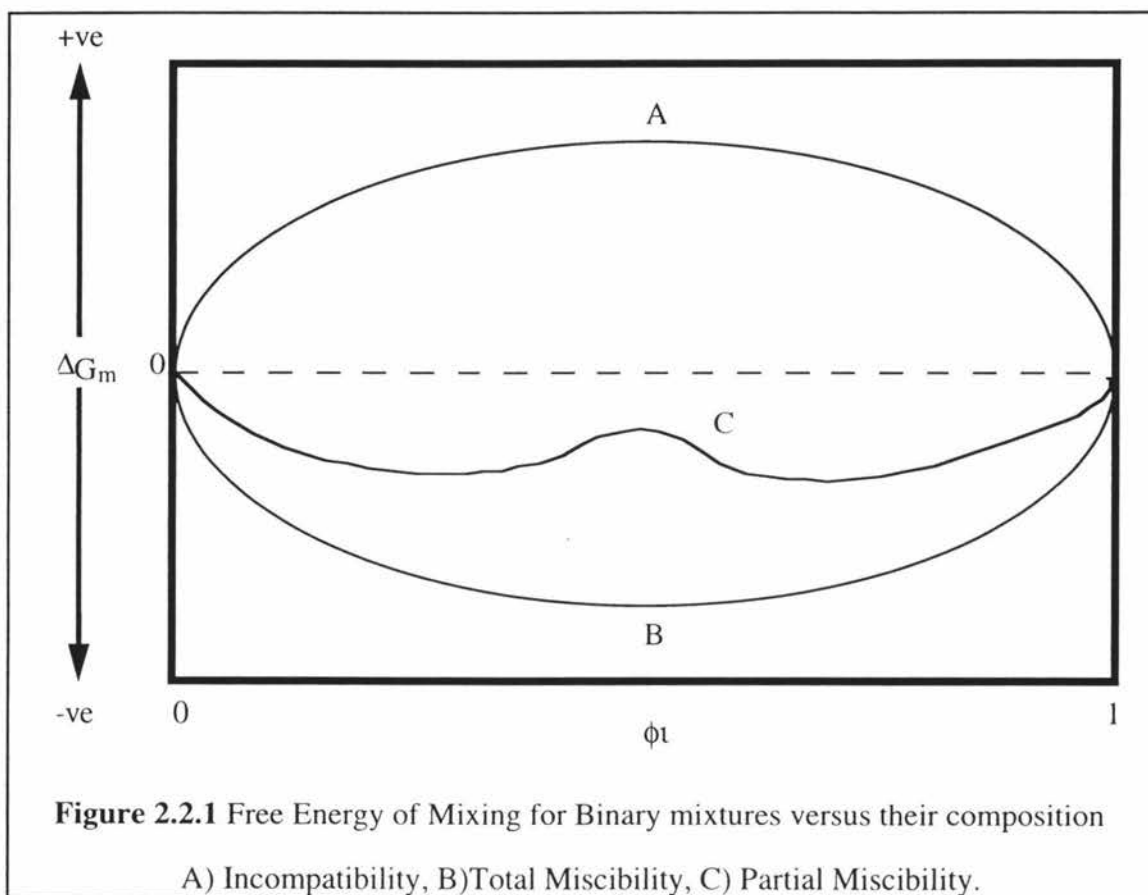 +ve
A
ΔGm
0
C
B
-ve
0
1
φι
Figure 2.2.1 Free Energy of Mixing for Binary mixtures versus their composition
A) Incompatibility, B)Total Miscibility, C) Partial Miscibility.